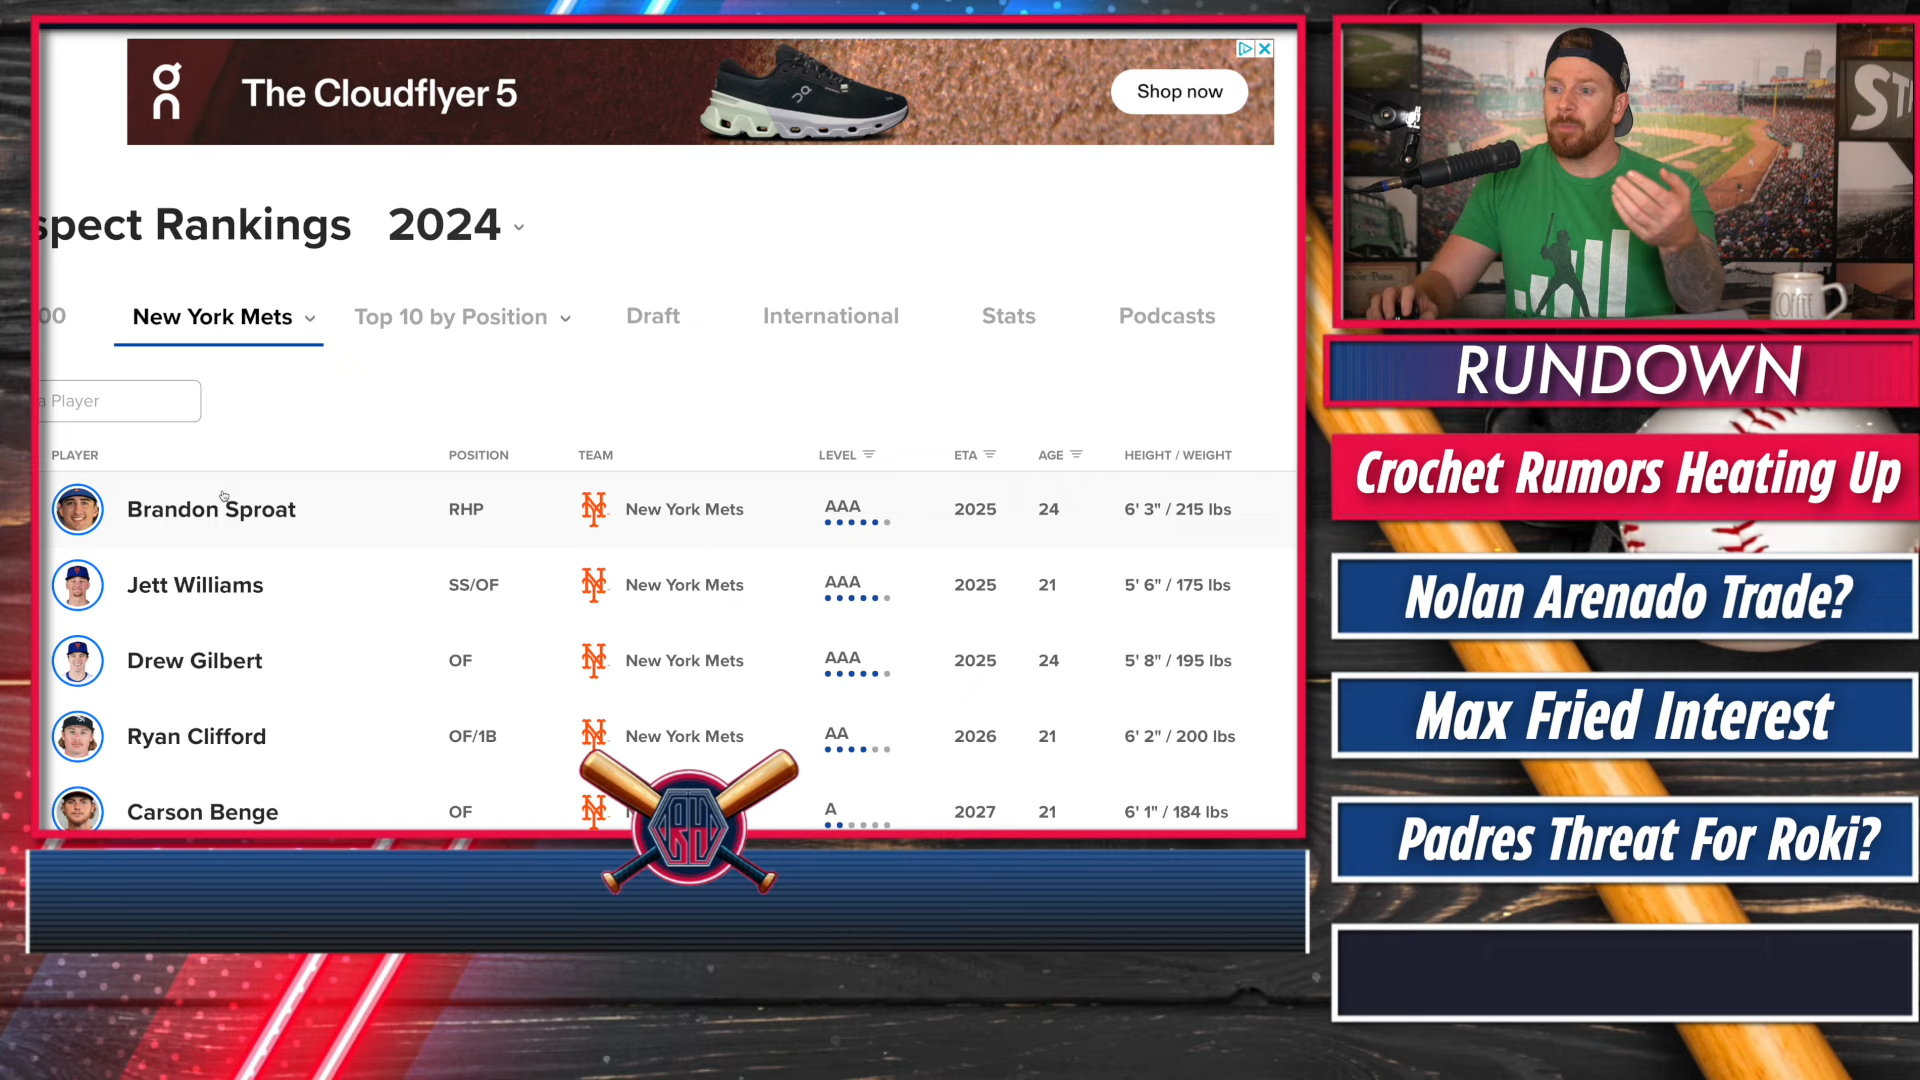 on
The Cloudflyer 5
Shop now
spect Rankings 2024
00 New York Mets Top 10 by Position Draft International Stats Podcasts
a Player
PLAYER POSITION TEAM LEVEL ETA AGE HEIGHT / WEIGHT
Brandon Sproat RHP New York Mets AAA 2025 24 6' 3" / 215 lbs
Jett Williams SS/OF New York Mets AAA 2025 21 5' 6" / 175 lbs
Drew Gilbert OF New York Mets AAA 2025 24 5' 8" / 195 lbs
Ryan Clifford OF/1B New York Mets AA 2026 21 6' 2" / 200 lbs
Carson Benge OF A 2027 21 6' 1" / 184 lbs
COFFEE
RUNDOWN
Crochet Rumors Heating Up
Nolan Arenado Trade?
Max Fried Interest
Padres Threat For Roki?